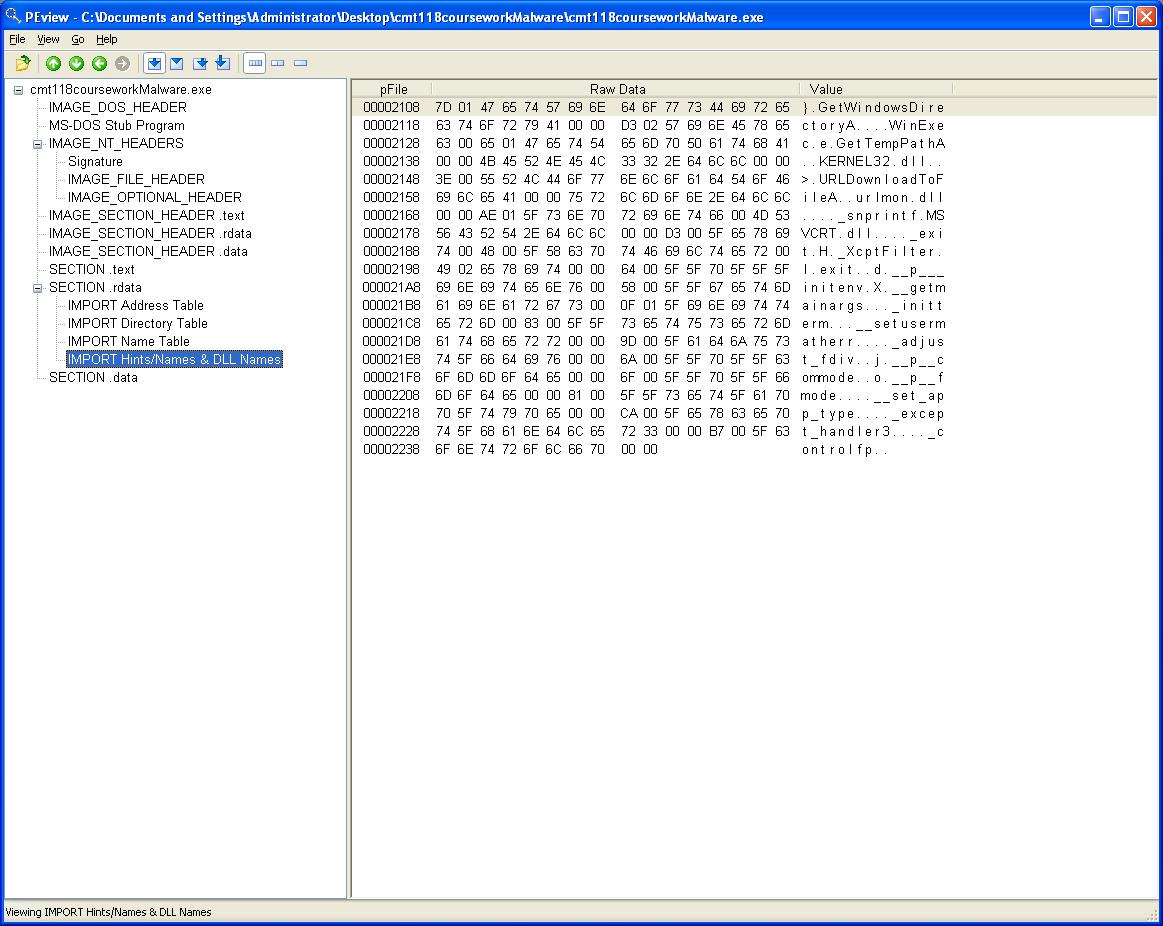 PEview - C:\Documents and Settings\Administrator\Desktop\cmt118courseworkMalware\cmt118courseworkMalware.exe
File View Go Help
cmt118courseworkMalware.exe
IMAGE_DOS_HEADER
MS-DOS Stub Program
IMAGE_NT_HEADERS
Signature
IMAGE_FILE_HEADER
IMAGE_OPTIONAL_HEADER
IMAGE_SECTION_HEADER .text
IMAGE_SECTION_HEADER .rdata
IMAGE_SECTION_HEADER .data
SECTION .text
SECTION .rdata
IMPORT Address Table
IMPORT Directory Table
IMPORT Name Table
IMPORT Hints/Names & DLL Names
SECTION .data
pFile Raw Data Value
00002108 7D 01 47 65 74 57 69 6E 64 6F 77 73 44 69 72 65 }.GetWindowsDire
00002118 63 74 6F 72 79 41 00 00 D3 02 57 69 6E 45 78 65 ctoryA....WinExe
00002128 63 00 65 01 47 65 74 54 65 6D 70 50 61 74 68 41 c.e.GetTempPathA
00002138 00 00 4B 45 52 4E 45 4C 33 32 2E 64 6C 6C 00 00 ..KERNEL32.dll..
00002148 3E 00 55 52 4C 44 6F 77 6E 6C 6F 61 64 54 6F 46 >.URLDownloadToF
00002158 69 6C 65 41 00 00 75 72 6C 6D 6F 6E 2E 64 6C 6C ileA..urlmon.dll
00002168 00 00 AE 01 5F 73 6E 70 72 69 6E 74 66 00 4D 53 ...._snprintf.MS
00002178 56 43 52 54 2E 64 6C 6C 00 00 D3 00 5F 65 78 69 VCRT.dll...._exi
00002188 74 00 48 00 5F 58 63 70 74 46 69 6C 74 65 72 00 t.H._XcptFilter.
00002198 49 02 65 78 69 74 00 00 64 00 5F 5F 70 5F 5F 5F I.exit..d.__p___
000021A8 69 6E 69 74 65 6E 76 00 58 00 5F 5F 67 65 74 6D initenv.X.__getm
000021B8 61 69 6E 61 72 67 73 00 0F 01 5F 69 6E 69 74 74 ainargs..._initt
000021C8 65 72 6D 00 83 00 5F 5F 73 65 74 75 73 65 72 6D erm...__setuserm
000021D8 61 74 68 65 72 72 00 00 9D 00 5F 61 64 6A 75 73 atherr...._adjus
000021E8 74 5F 66 64 69 76 00 00 6A 00 5F 5F 70 5F 5F 63 t_fdiv..j.__p__c
000021F8 6F 6D 6D 6F 64 65 00 00 6F 00 5F 5F 70 5F 5F 66 ommode..o.__p__f
00002208 6D 6F 64 65 00 00 81 00 5F 5F 73 65 74 5F 61 70 mode....__set_ap
00002218 70 5F 74 79 70 65 00 00 CA 00 5F 65 78 63 65 70 p_type...._excep
00002228 74 5F 68 61 6E 64 6C 65 72 33 00 00 B7 00 5F 63 t_handler3...._c
00002238 6F 6E 74 72 6F 6C 66 70 00 00 ontrolfp..
Viewing IMPORT Hints/Names & DLL Names